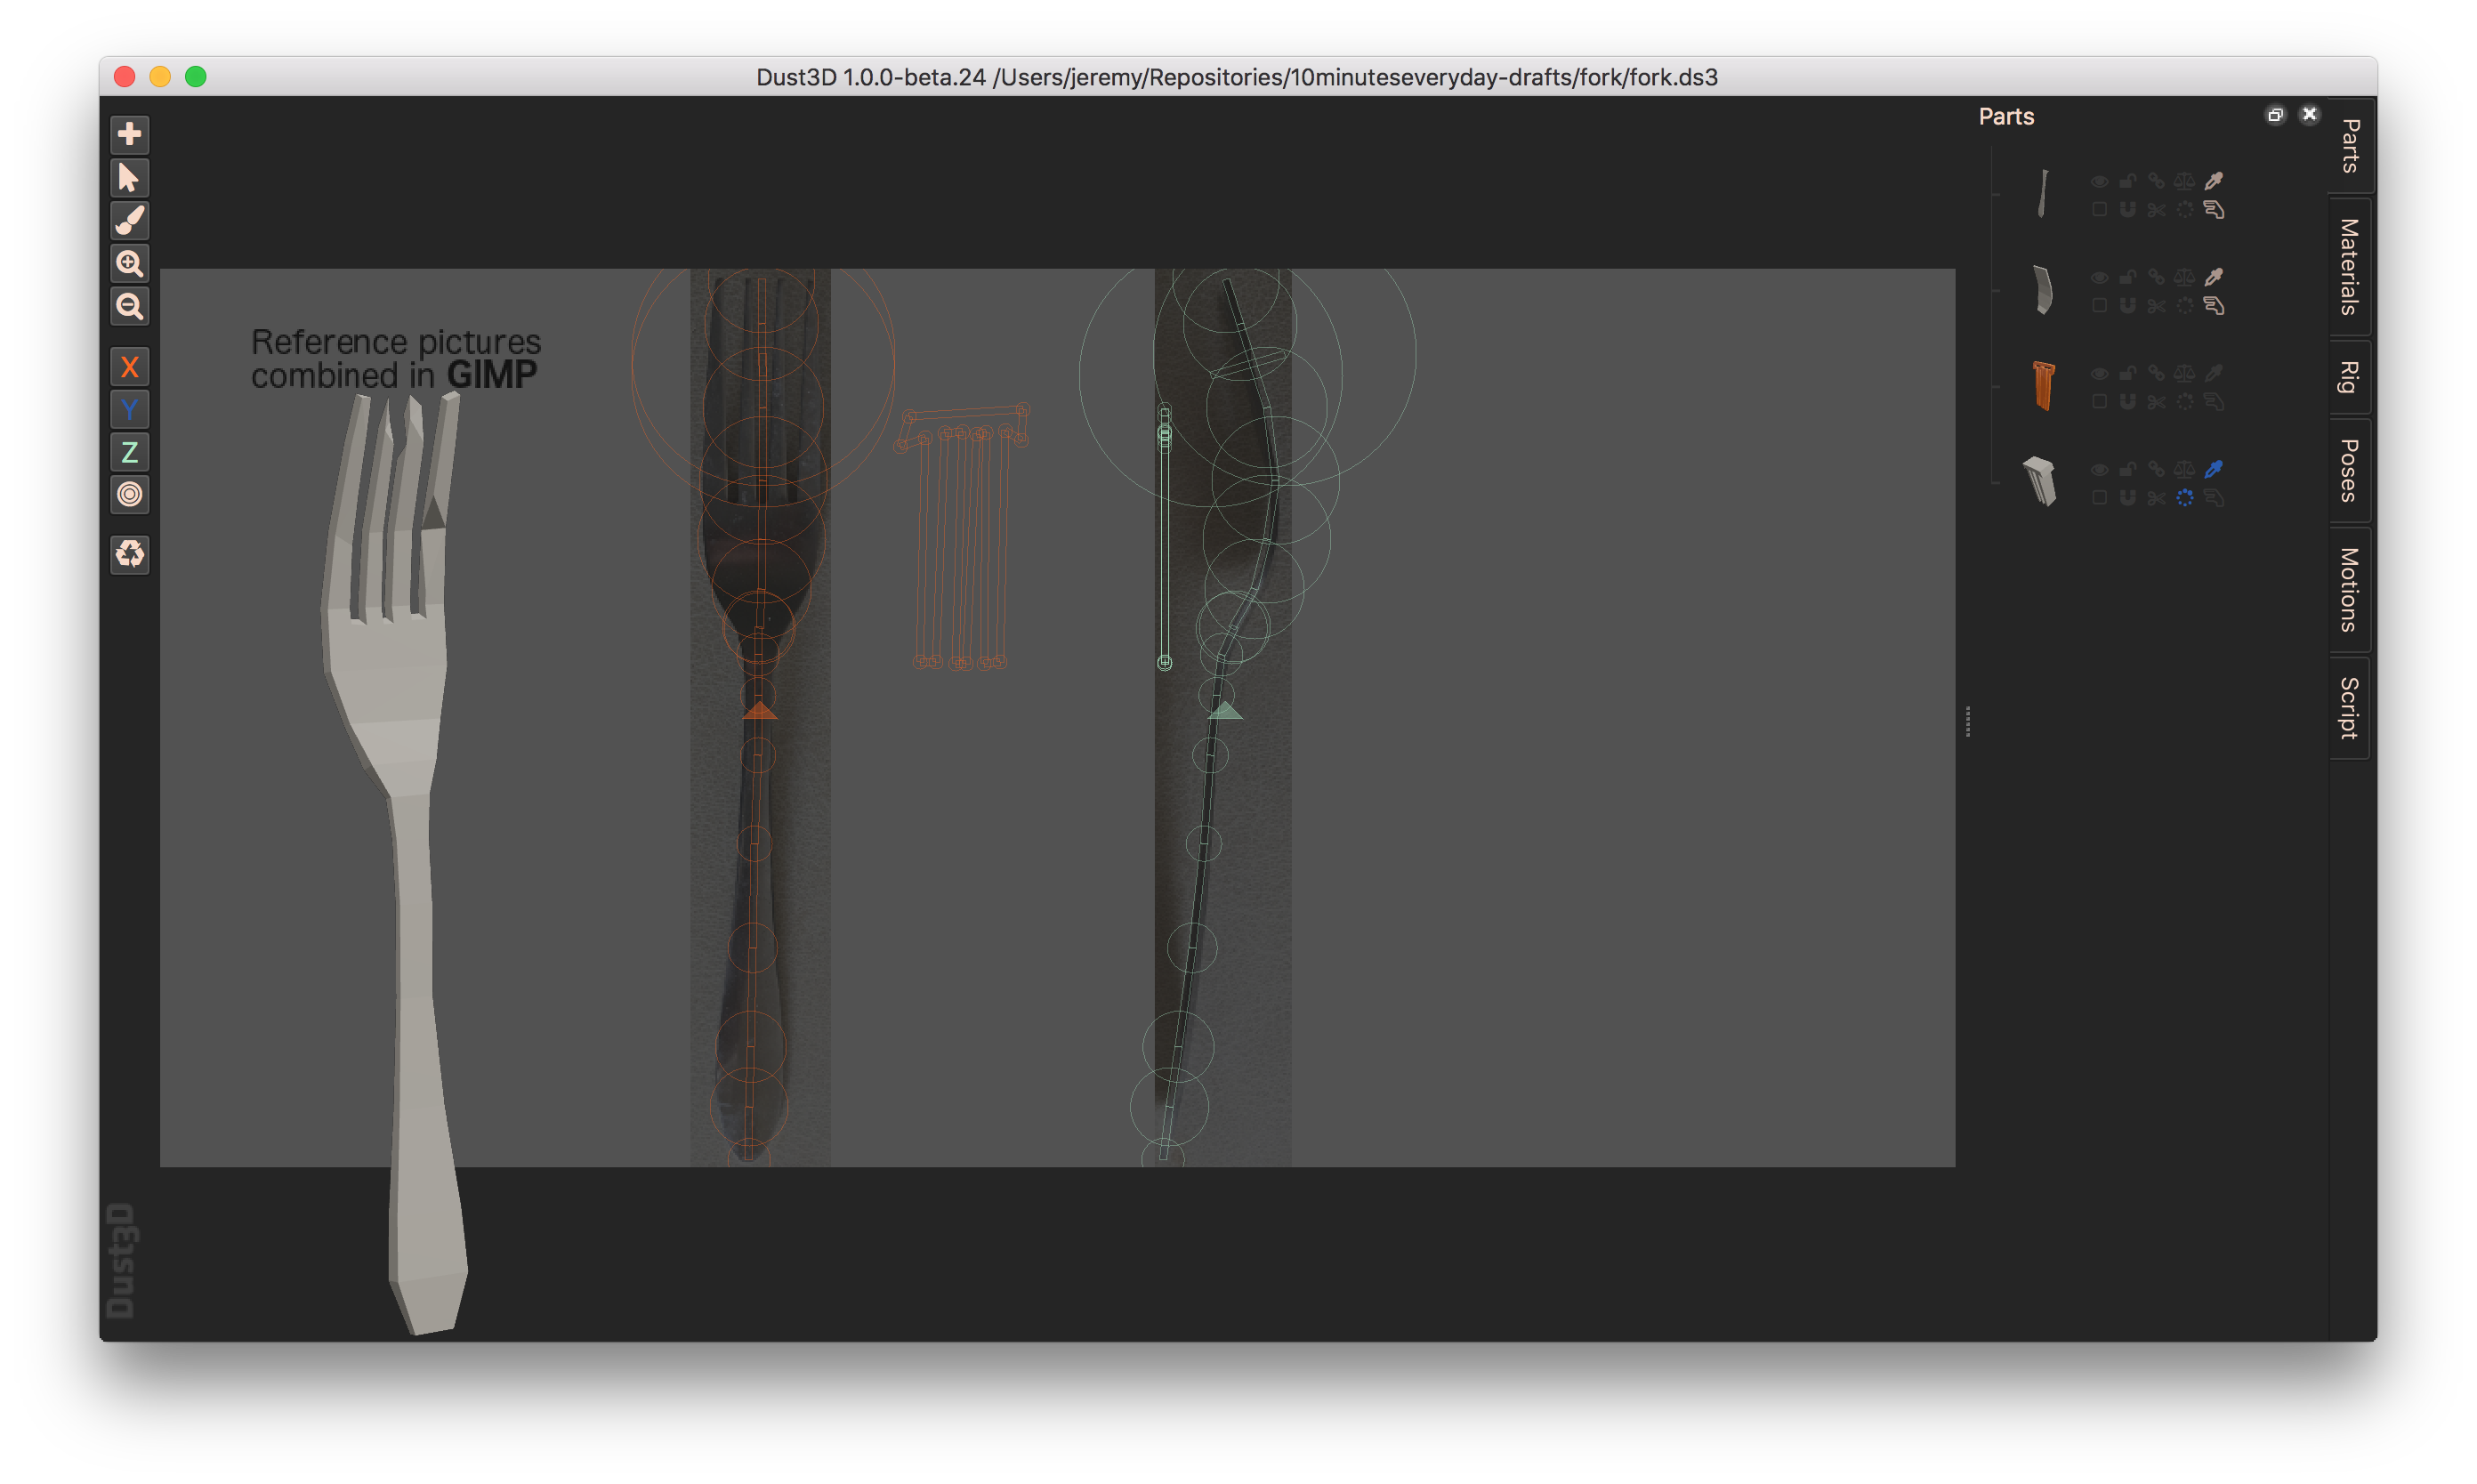 Dust3D 1.0.0-beta.24 /Users/jeremy/Repositories/10minuteseveryday-drafts/fork/fork.ds3
Parts
Parts
Materials
Rig
Poses
Motions
Script
X
Y
Z
Reference pictures
combined in GIMP
Dust3D